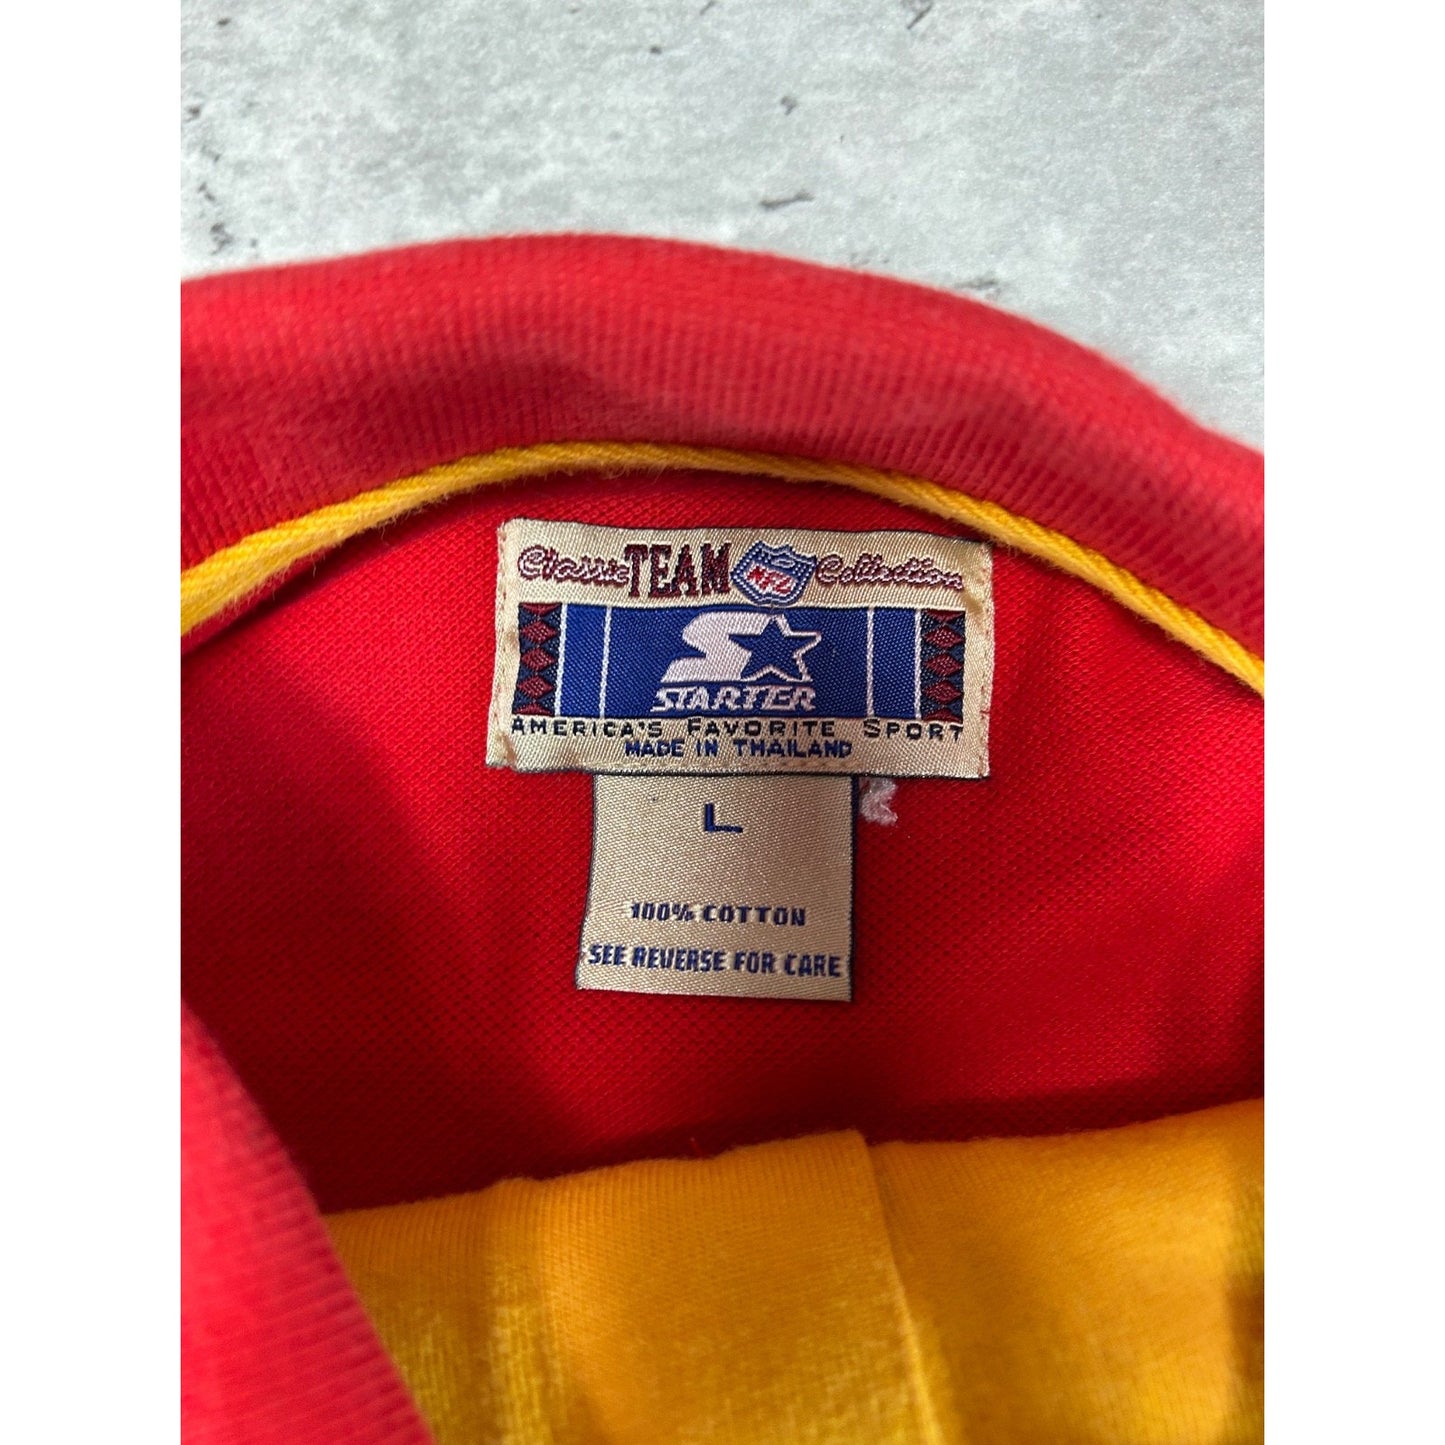 Classic TEAM NFL Collection
STARTER
AMERICA'S FAVORITE SPORT
MADE IN THAILAND
L
100% COTTON
SEE REVERSE FOR CARE